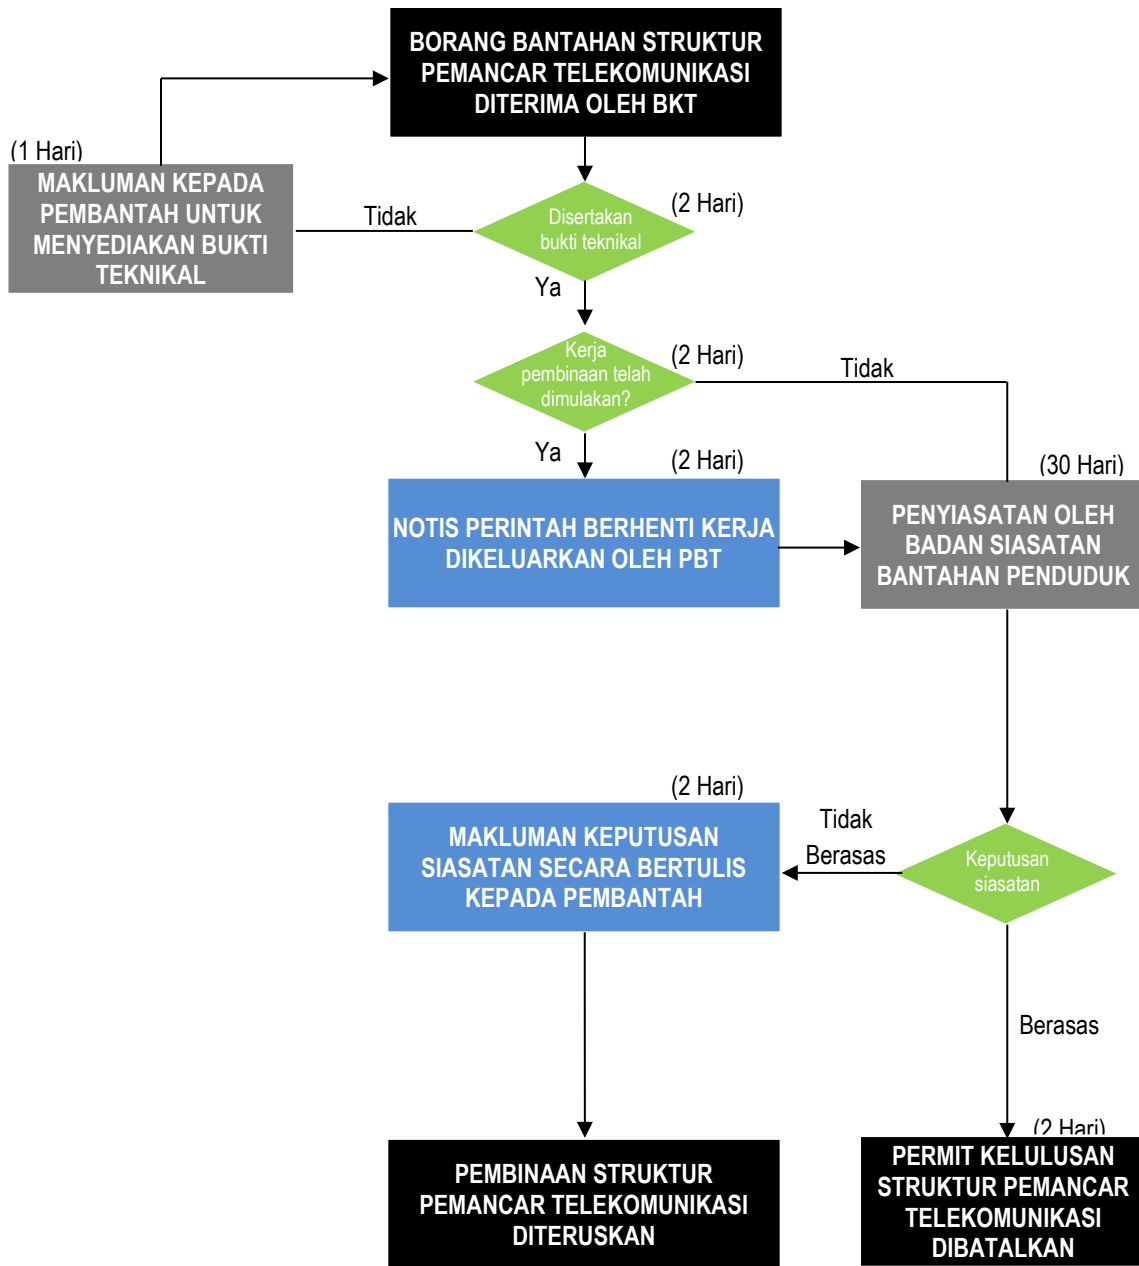 BORANG BANTAHAN STRUKTUR
PEMANCAR TELEKOMUNIKASI
DITERIMA OLEH BKT
(1 Hari)
MAKLUMAN KEPADA
PEMBANTAH UNTUK
MENYEDIAKAN BUKTI
TEKNIKAL
Tidak
Disertakan
bukti teknikal
(2 Hari)
Ya
Kerja
pembinaan telah
dimulakan?
(2 Hari)
Tidak
Ya
(2 Hari)
NOTIS PERINTAH BERHENTI KERJA
DIKELUARKAN OLEH PBT
(30 Hari)
PENYIASATAN OLEH
BADAN SIASATAN
BANTAHAN PENDUDUK
(2 Hari)
MAKLUMAN KEPUTUSAN
SIASATAN SECARA BERTULIS
KEPADA PEMBANTAH
Tidak
Berasas
Keputusan
siasatan
Berasas
PEMBINAAN STRUKTUR
PEMANCAR TELEKOMUNIKASI
DITERUSKAN
(2 Hari)
PERMIT KELULUSAN
STRUKTUR PEMANCAR
TELEKOMUNIKASI
DIBATALKAN